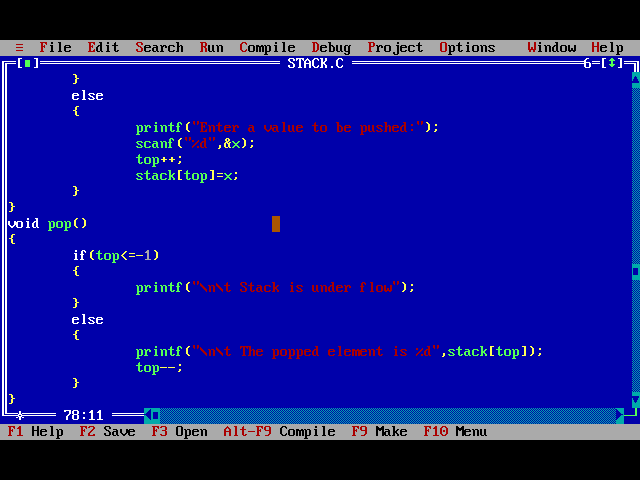 ≡ File Edit Search Run Compile Debug Project Options Window Help
[■] STACK.C 6=[↕]
}
else
{
printf("Enter a value to be pushed:");
scanf("%d",&x);
top++;
stack[top]=x;
}
}
void pop()
{
if(top<=-1)
{
printf("\n\t Stack is under flow");
}
else
{
printf("\n\t The popped element is %d",stack[top]);
top--;
}
}
* 78:11
F1 Help F2 Save F3 Open Alt-F9 Compile F9 Make F10 Menu